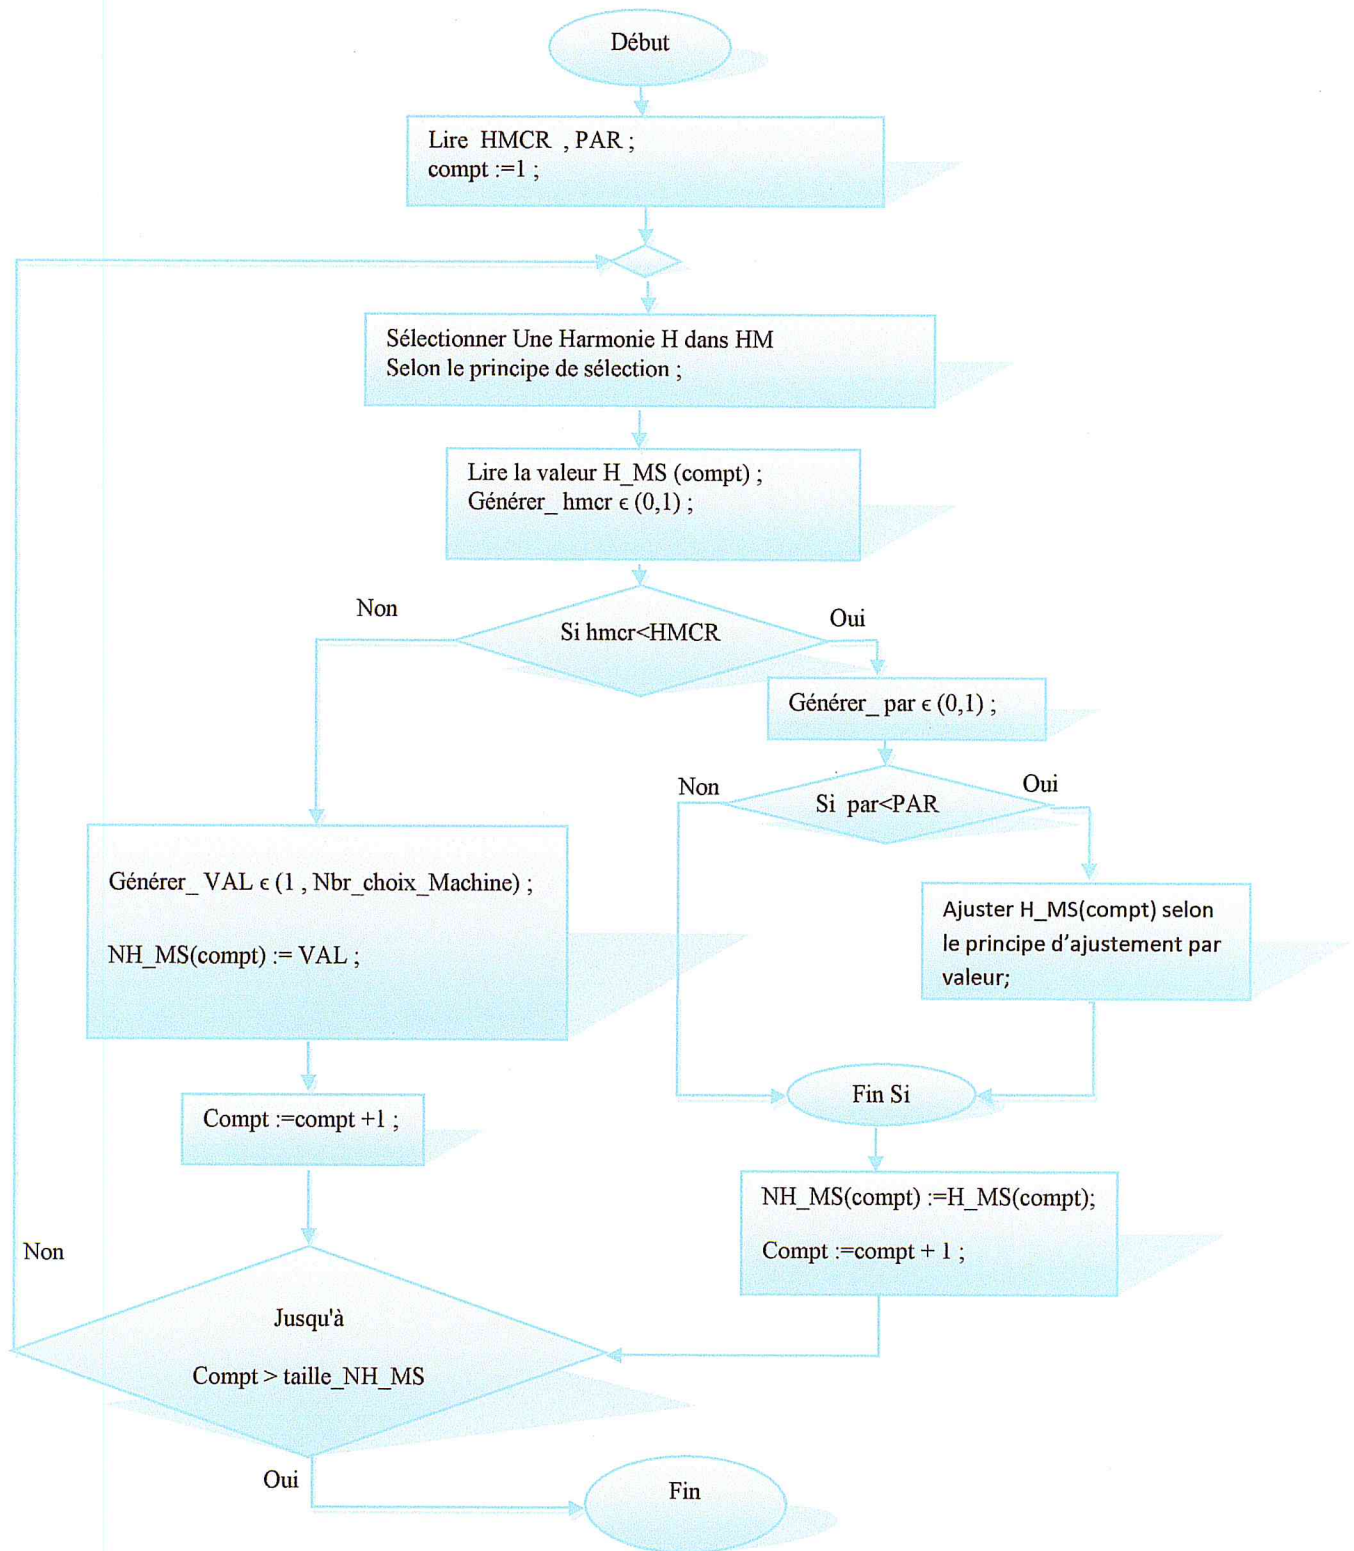 Début
Lire HMCR , PAR ;
compt :=1 ;
Sélectionner Une Harmonie H dans HM
Selon le principe de sélection ;
Lire la valeur H_MS (compt) ;
Générer_ hmcr ϵ (0,1) ;
Non
Si hmcr<HMCR
Oui
Générer_ par ϵ (0,1) ;
Non
Si par<PAR
Oui
Générer_ VAL ϵ (1 , Nbr_choix_Machine) ;
NH_MS(compt) := VAL ;
Ajuster H_MS(compt) selon
le principe d’ajustement par
valeur;
Fin Si
Compt :=compt +1 ;
NH_MS(compt) :=H_MS(compt);
Compt :=compt + 1 ;
Non
Jusqu'à
Compt > taille_NH_MS
Oui
Fin